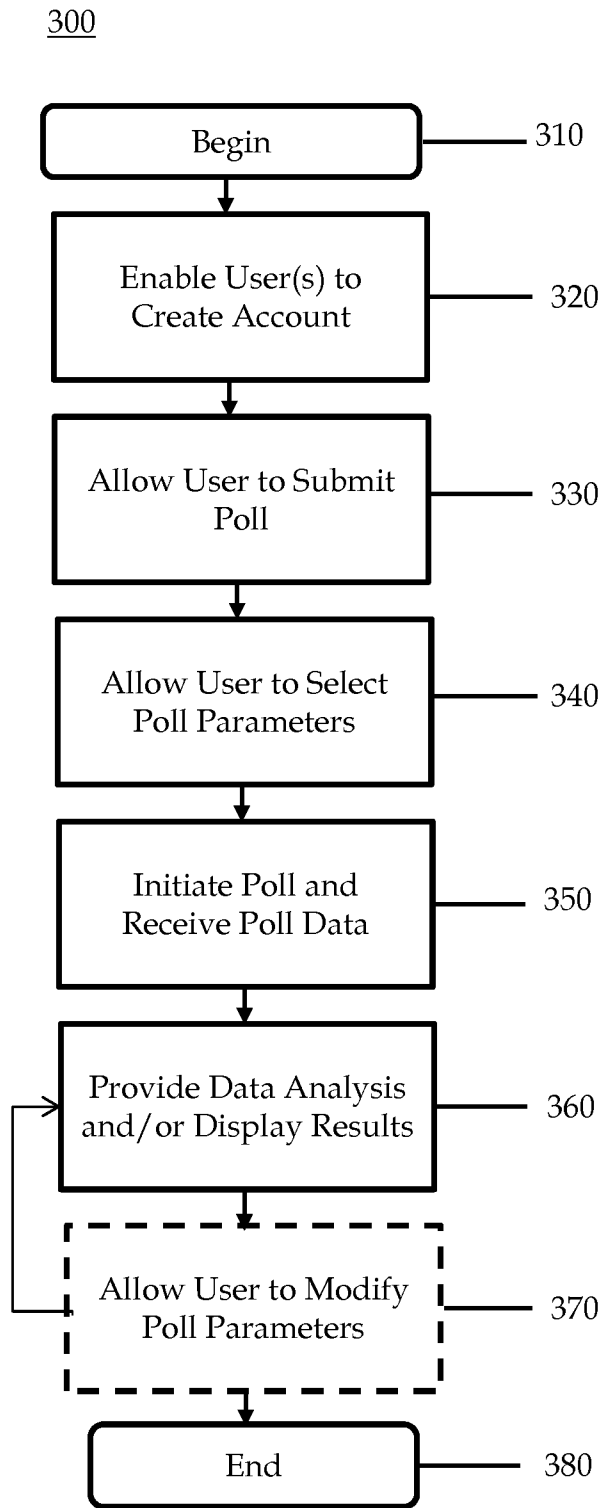 300
Begin
310
Enable User(s) to
Create Account
320
Allow User to Submit
Poll
330
Allow User to Select
Poll Parameters
340
Initiate Poll and
Receive Poll Data
350
Provide Data Analysis
and/or Display Results
360
Allow User to Modify
Poll Parameters
370
End
380